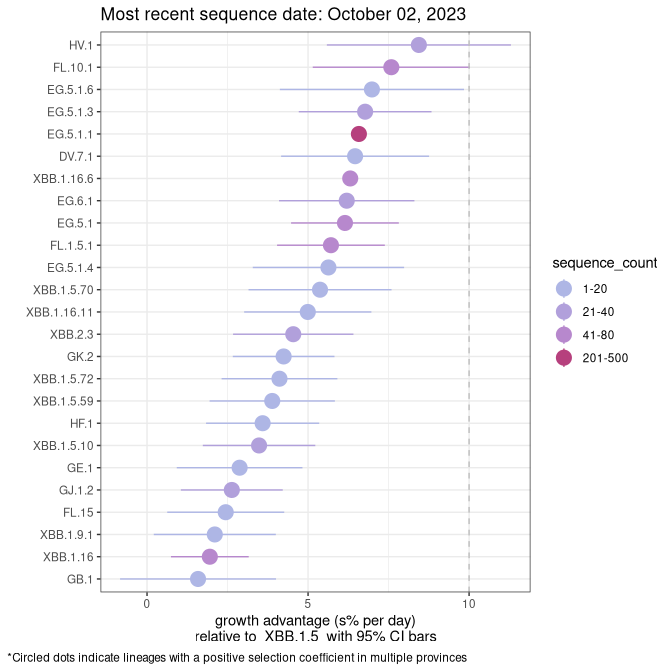 Most recent sequence date: October 02, 2023
HV.1
FL.10.1
EG.5.1.6
EG.5.1.3
EG.5.1.1
DV.7.1
XBB.1.16.6
EG.6.1
EG.5.1
FL.1.5.1
EG.5.1.4
XBB.1.5.70
XBB.1.16.11
XBB.2.3
GK.2
XBB.1.5.72
XBB.1.5.59
HF.1
XBB.1.5.10
GE.1
GJ.1.2
FL.15
XBB.1.9.1
XBB.1.16
GB.1
0 5 10
growth advantage (s% per day)
relative to XBB.1.5 with 95% CI bars
sequence_count
1-20
21-40
41-80
201-500
*Circled dots indicate lineages with a positive selection coefficient in multiple provinces